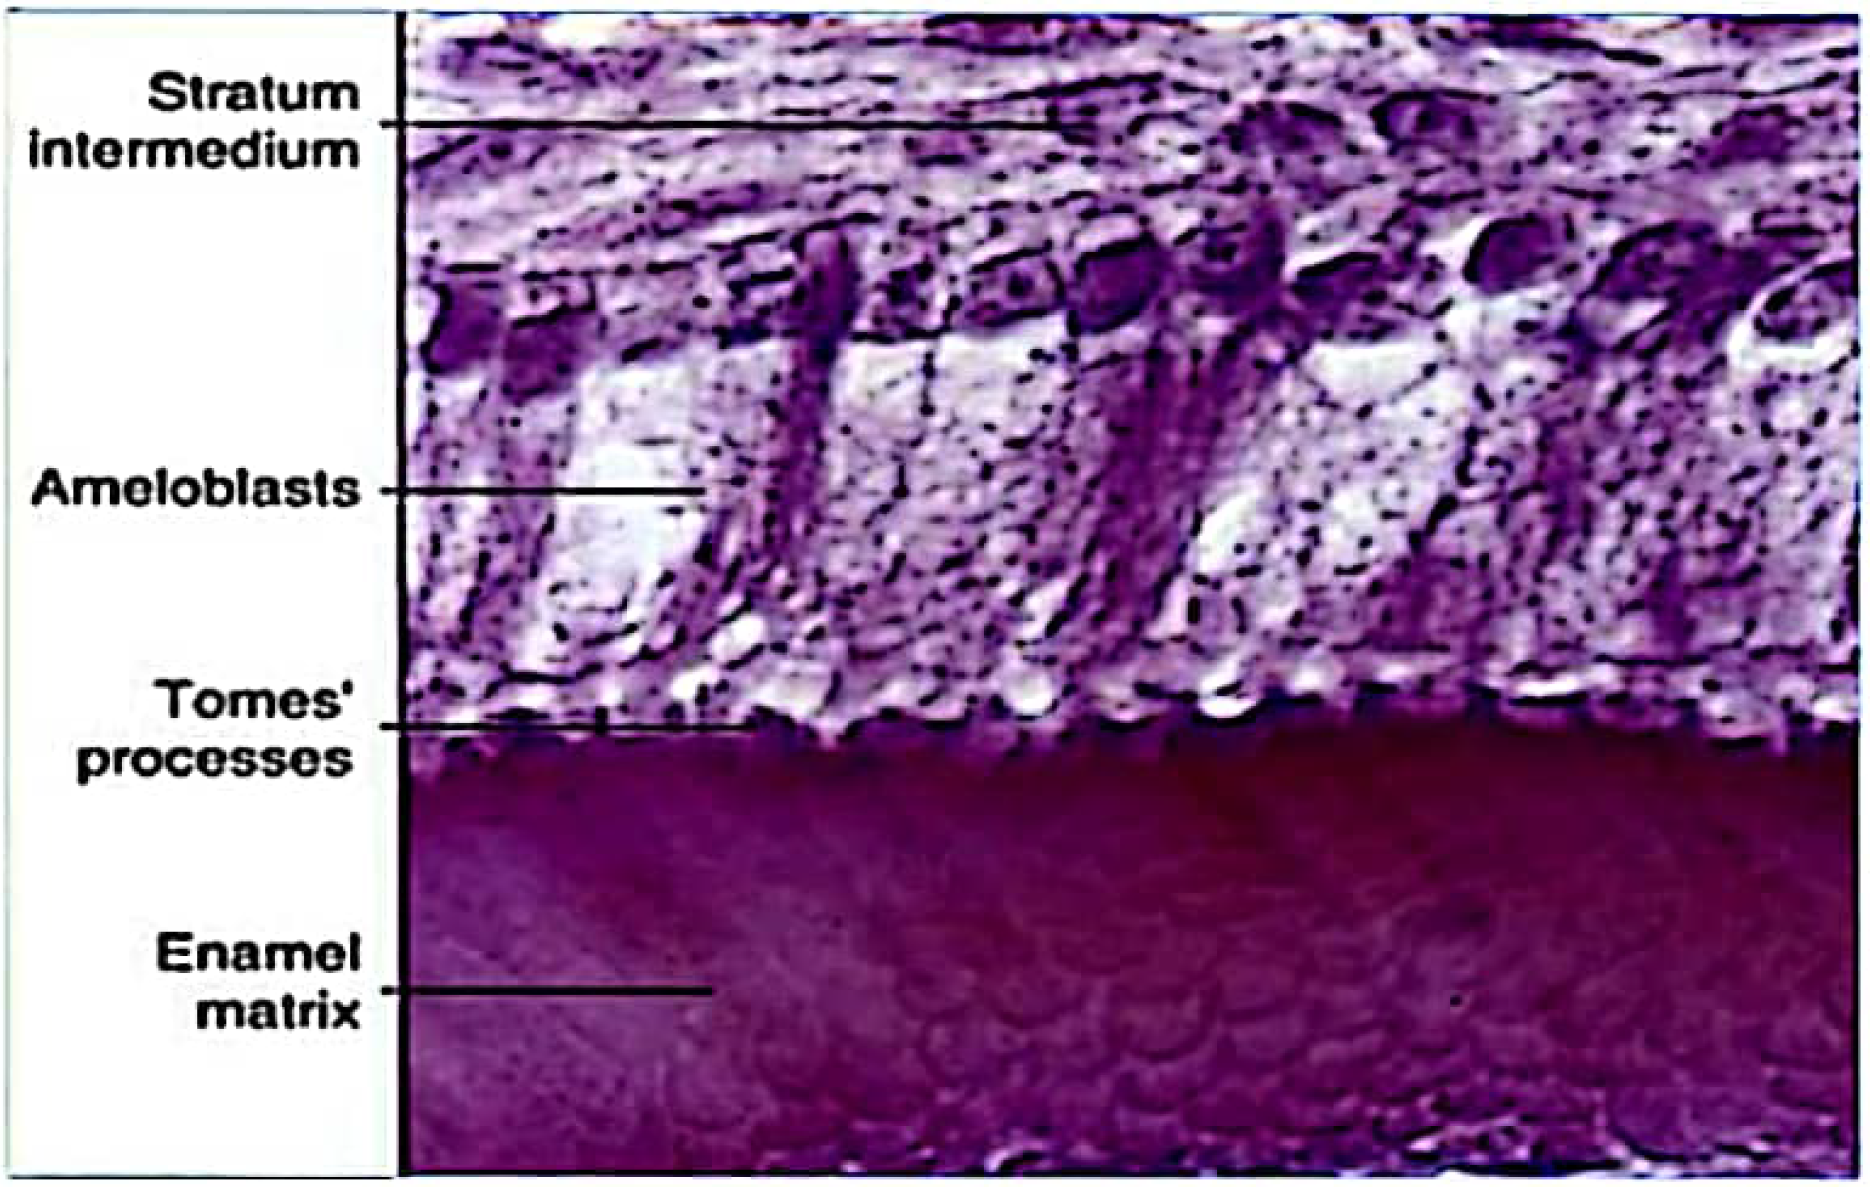 Stratum
intermedium
Ameloblasts
Tomes'
processes
Enamel
matrix